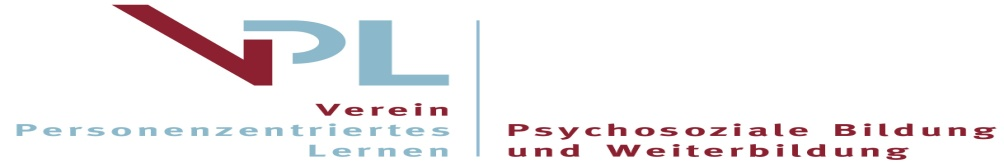 VPL
Verein
Personenzentriertes
Lernen
Psychosoziale Bildung
und Weiterbildung